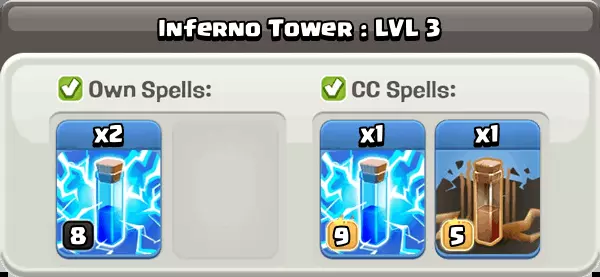 Inferno Tower : LVL 3
Own Spells:
CC Spells:
x2
x1
x1
8
9
5